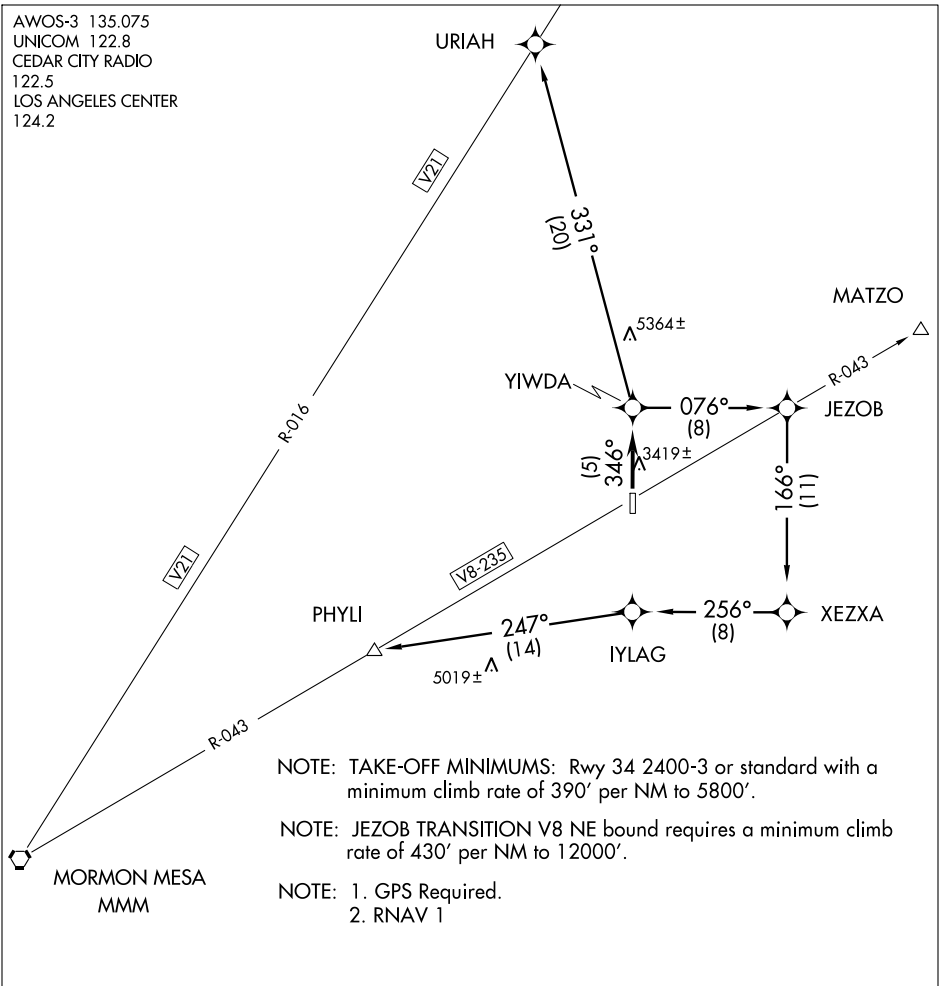 AWOS-3 135.075
UNICOM 122.8
CEDAR CITY RADIO
122.5
LOS ANGELES CENTER
124.2
URIAH
V21
331°
(20)
MATZO
5364±
R-043
YIWDA
076°
(8)
JEZOB
R-016
346°
(5)
3419±
166°
(11)
V21
V8-235
PHYLI
247°
(14)
256°
(8)
XEZXA
IYLAG
5019±
R-043
NOTE: TAKE-OFF MINIMUMS: Rwy 34 2400-3 or standard with a
minimum climb rate of 390' per NM to 5800'.
NOTE: JEZOB TRANSITION V8 NE bound requires a minimum climb
rate of 430' per NM to 12000'.
MORMON MESA
MMM
NOTE: 1. GPS Required.
2. RNAV 1